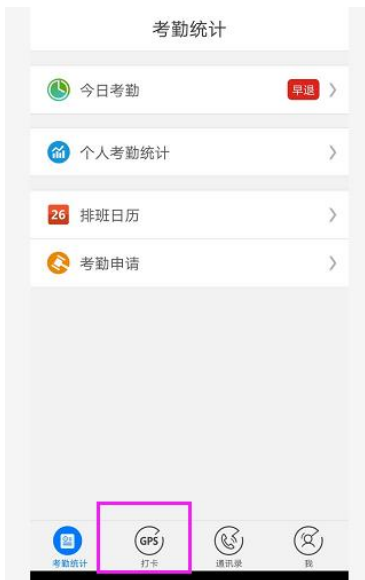 考勤统计
今日考勤
早退
个人考勤统计
26 排班日历
考勤申请
GPS
考勤统计
打卡
通讯录
我